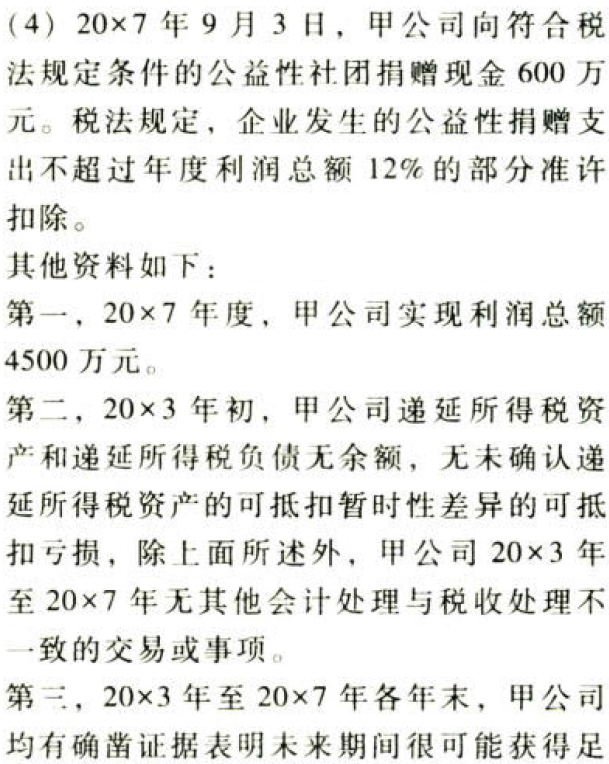 (4) 20×7 年 9 月 3 日，甲公司向符合税
法规定条件的公益性社团捐赠现金 600 万
元。税法规定，企业发生的公益性捐赠支
出不超过年度利润总额 12% 的部分准许
扣除。
其他资料如下：
第一，20×7 年度，甲公司实现利润总额
4500 万元。
第二，20×3 年初，甲公司递延所得税资
产和递延所得税负债无余额，无未确认递
延所得税资产的可抵扣暂时性差异的可抵
扣亏损，除上面所述外，甲公司 20×3 年
至 20×7 年无其他会计处理与税收处理不
一致的交易或事项。
第三，20×3 年至 20×7 年各年末，甲公司
均有确凿证据表明未来期间很可能获得足